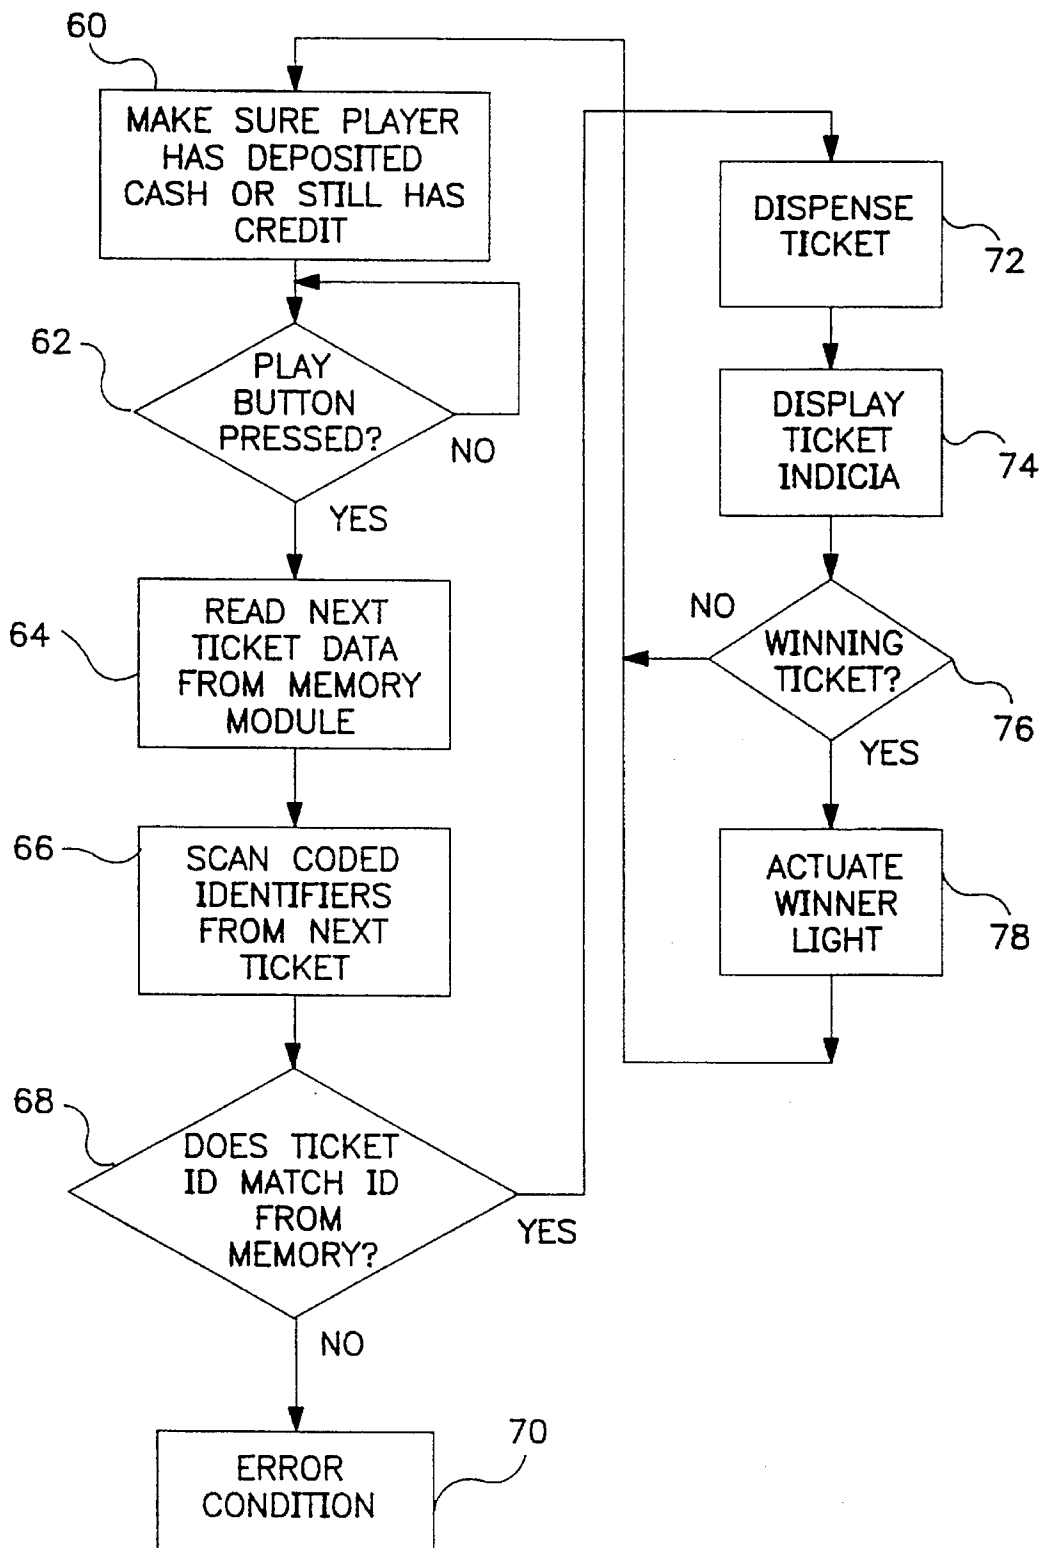 60
MAKE SURE PLAYER
HAS DEPOSITED
CASH OR STILL HAS
CREDIT
62
PLAY
BUTTON
PRESSED?
NO
YES
64
READ NEXT
TICKET DATA
FROM MEMORY
MODULE
66
SCAN CODED
IDENTIFIERS
FROM NEXT
TICKET
68
DOES TICKET
ID MATCH ID
FROM
MEMORY?
YES
NO
70
ERROR
CONDITION
DISPENSE
TICKET
72
DISPLAY
TICKET
INDICIA
74
NO
WINNING
TICKET?
76
YES
ACTUATE
WINNER
LIGHT
78